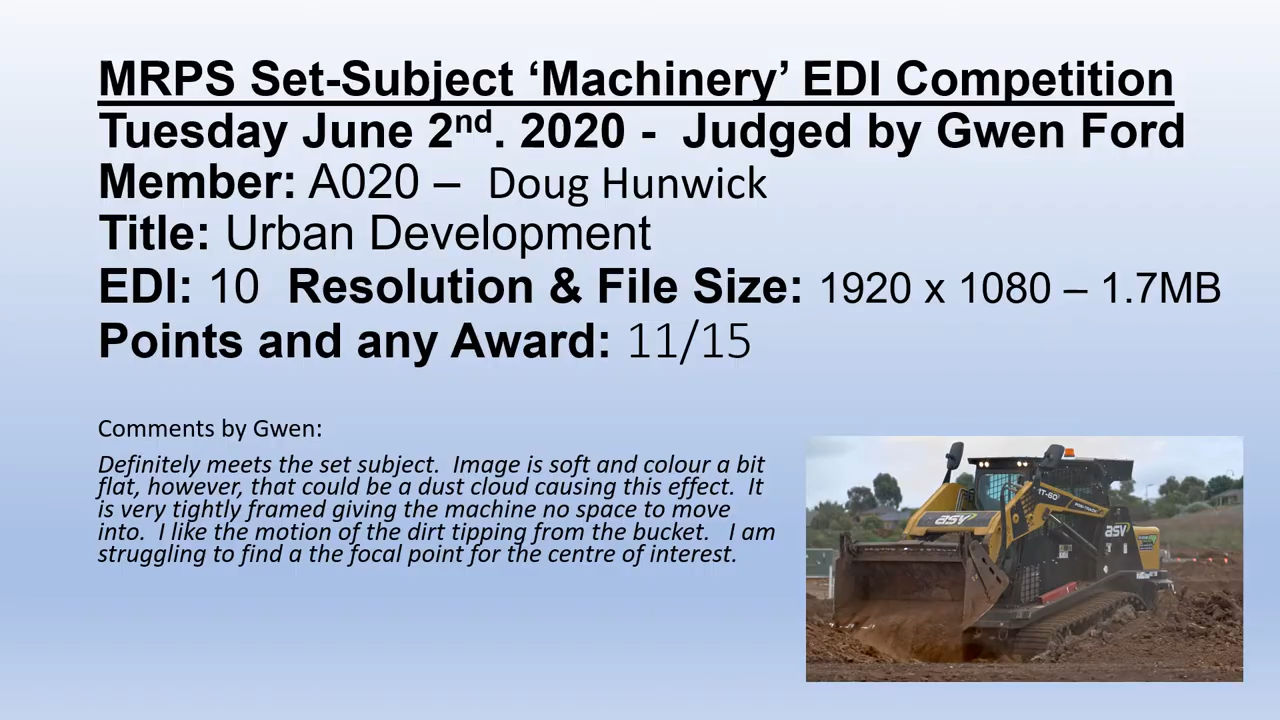 MRPS Set-Subject ‘Machinery’ EDI Competition
Tuesday June 2nd. 2020 - Judged by Gwen Ford
Member: A020 – Doug Hunwick
Title: Urban Development
EDI: 10 Resolution & File Size: 1920 x 1080 – 1.7MB
Points and any Award: 11/15
Comments by Gwen:
Definitely meets the set subject. Image is soft and colour a bit
flat, however, that could be a dust cloud causing this effect. It
is very tightly framed giving the machine no space to move
into. I like the motion of the dirt tipping from the bucket. I am
struggling to find a the focal point for the centre of interest.
asv
asv